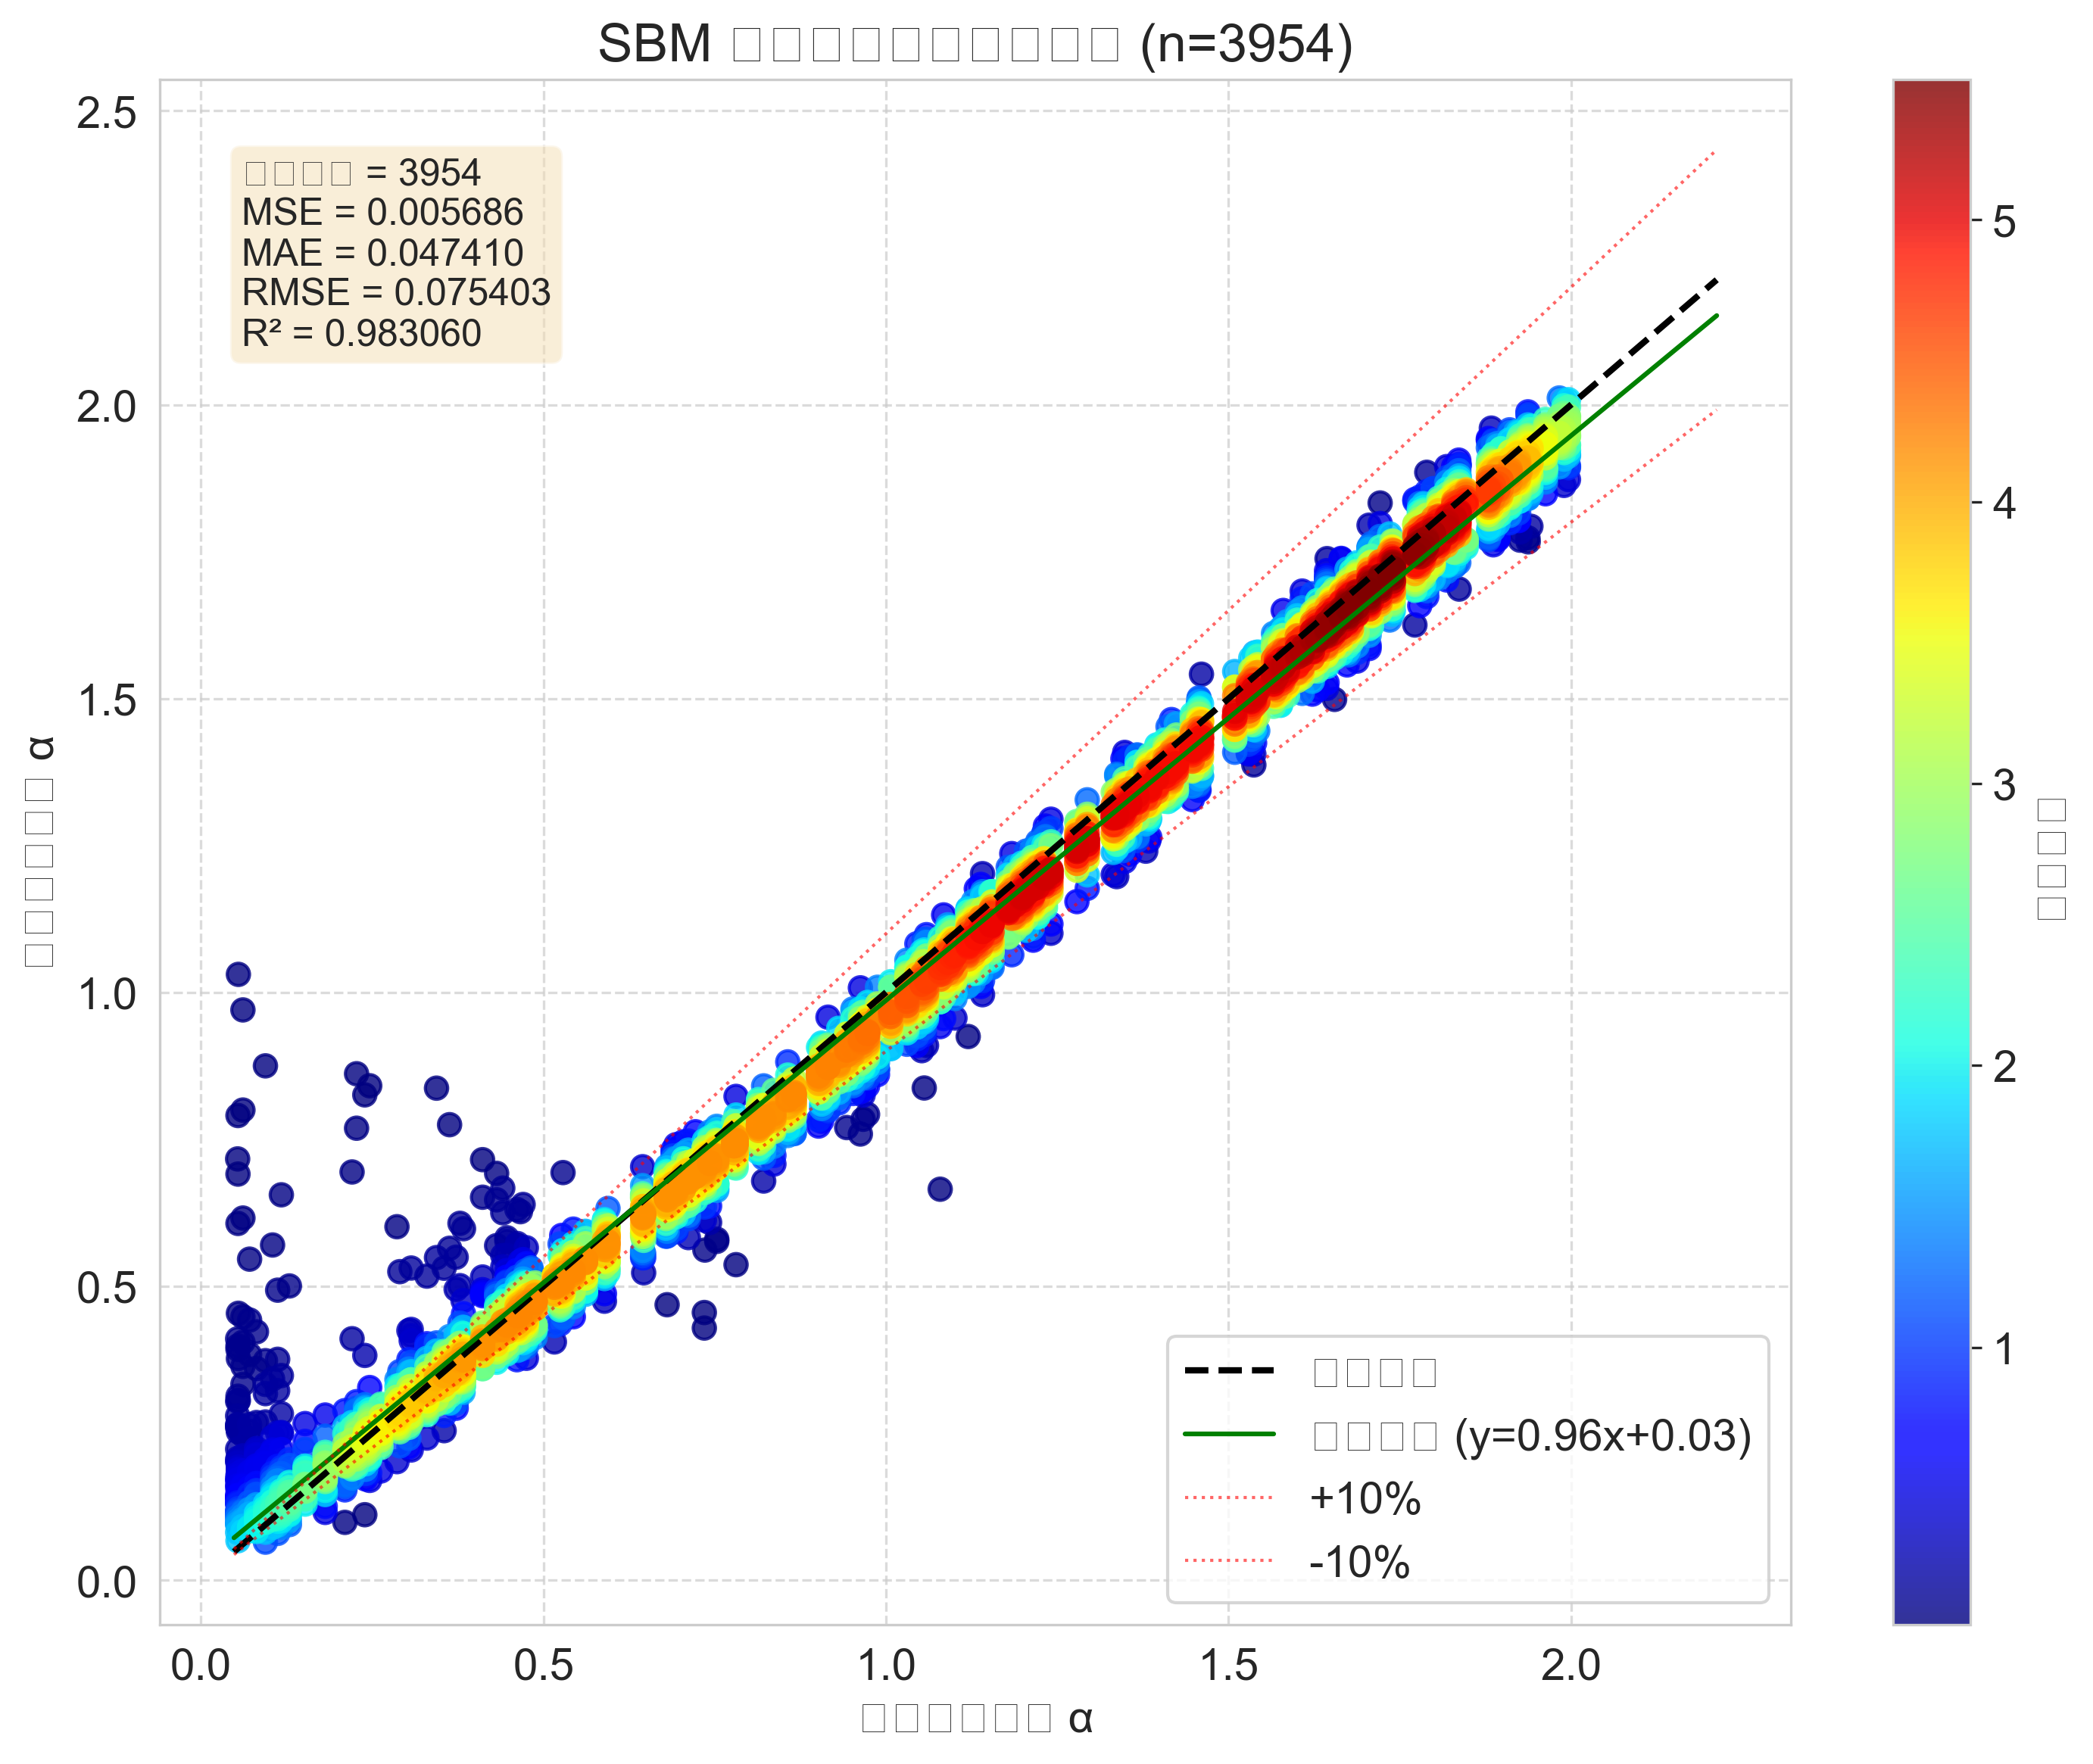 SBM □□□□□□□□□□ (n=3954)
□□□□ = 3954
MSE = 0.005686
MAE = 0.047410
RMSE = 0.075403
R² = 0.983060
2.5
2.0
1.5
1.0
0.5
0.0
□□□□□□ α
0.0
0.5
1.0
1.5
2.0
□□□□□□ α
□□□□
□□□□ (y=0.96x+0.03)
+10%
-10%
5
4
3
2
1
□□□□